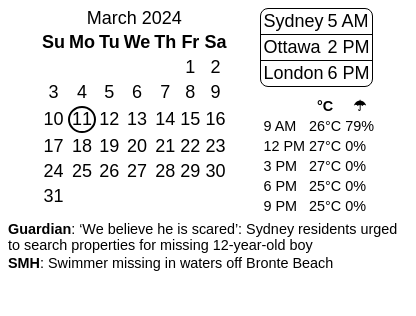 March 2024
Su Mo Tu We Th Fr Sa
1 2
3 4 5 6 7 8 9
10 11 12 13 14 15 16
17 18 19 20 21 22 23
24 25 26 27 28 29 30
31
Sydney 5 AM
Ottawa 2 PM
London 6 PM
°C ☂
9 AM 26°C 79%
12 PM 27°C 0%
3 PM 27°C 0%
6 PM 25°C 0%
9 PM 25°C 0%
Guardian: ‘We believe he is scared’: Sydney residents urged
to search properties for missing 12-year-old boy
SMH: Swimmer missing in waters off Bronte Beach